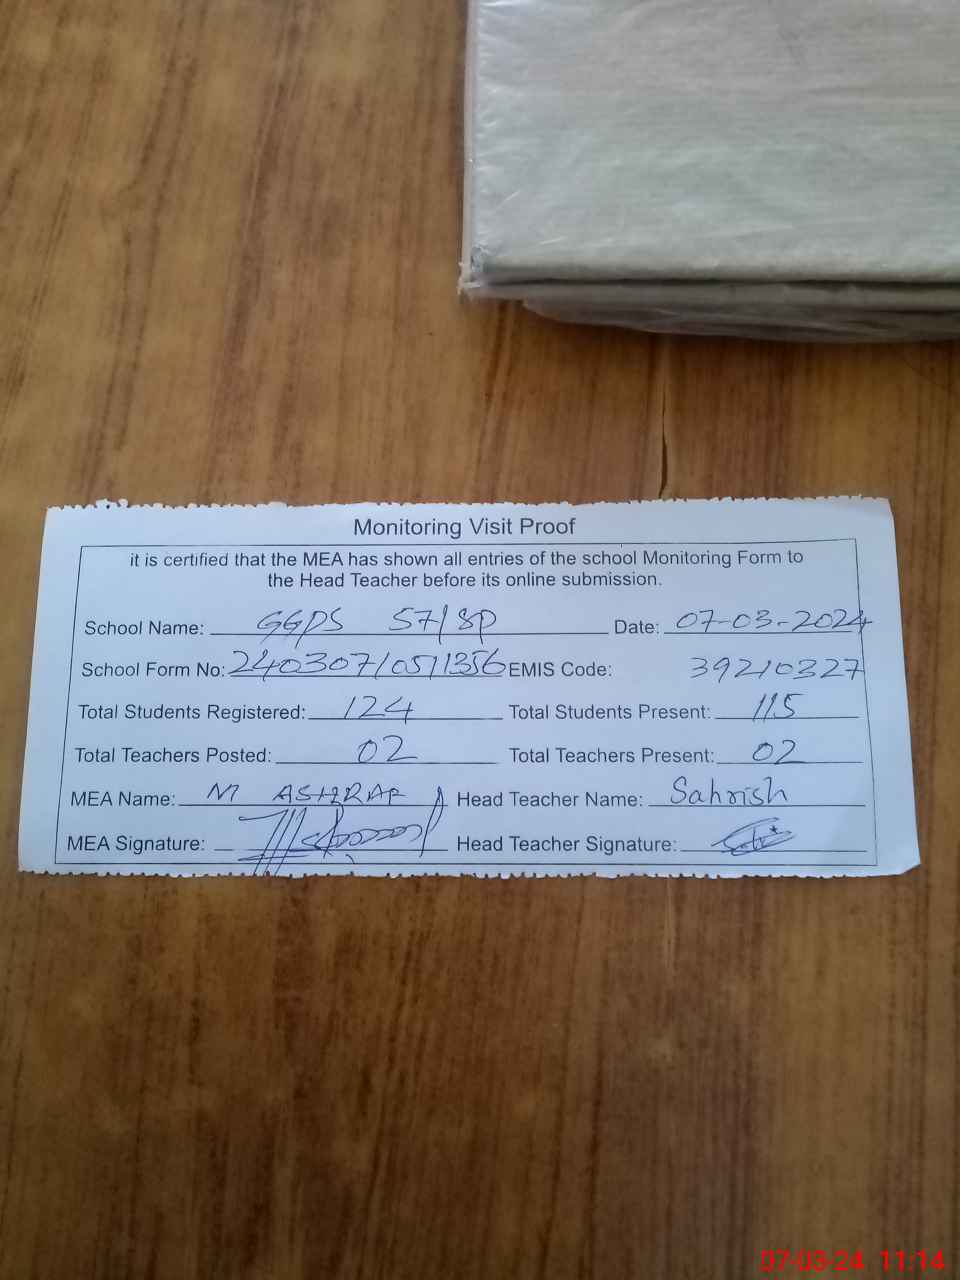 Monitoring Visit Proof
it is certified that the MEA has shown all entries of the school Monitoring Form to
the Head Teacher before its online submission.
School Name: GGPS 57/SP Date: 07-03-2024
School Form No: 240307/051356 EMIS Code: 39210327
Total Students Registered: 124 Total Students Present: 115
Total Teachers Posted: 02 Total Teachers Present: 02
MEA Name: M ASHRAF Head Teacher Name: Sahrish
MEA Signature: Head Teacher Signature:
07-03-24 11:14